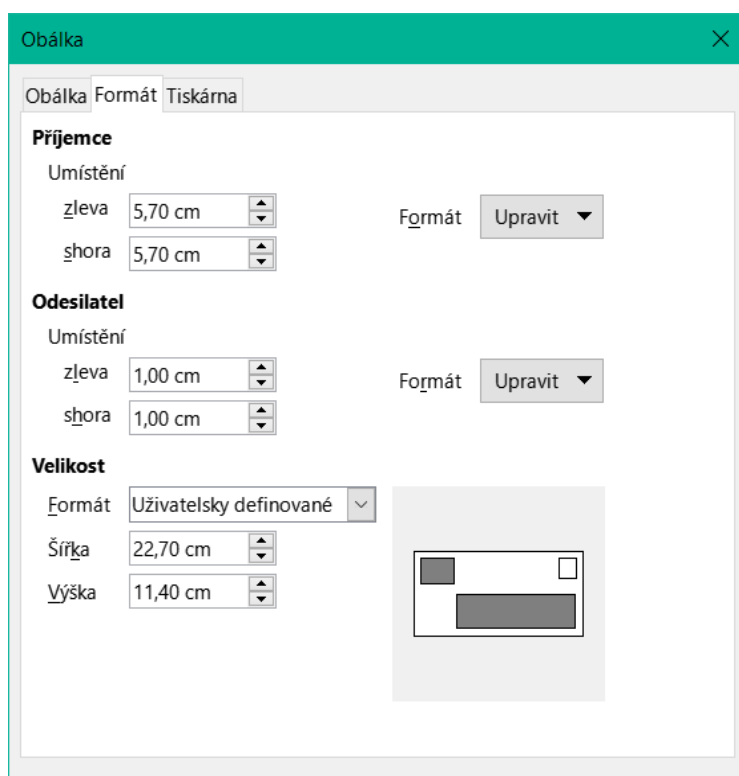 Obálka
Obálka Formát Tiskárna
Příjemce
Umístění
zleva 5,70 cm Formát Upravit
shora 5,70 cm
Odesilatel
Umístění
zleva 1,00 cm Formát Upravit
shora 1,00 cm
Velikost
Formát Uživatelsky definované
Šířka 22,70 cm
Výška 11,40 cm